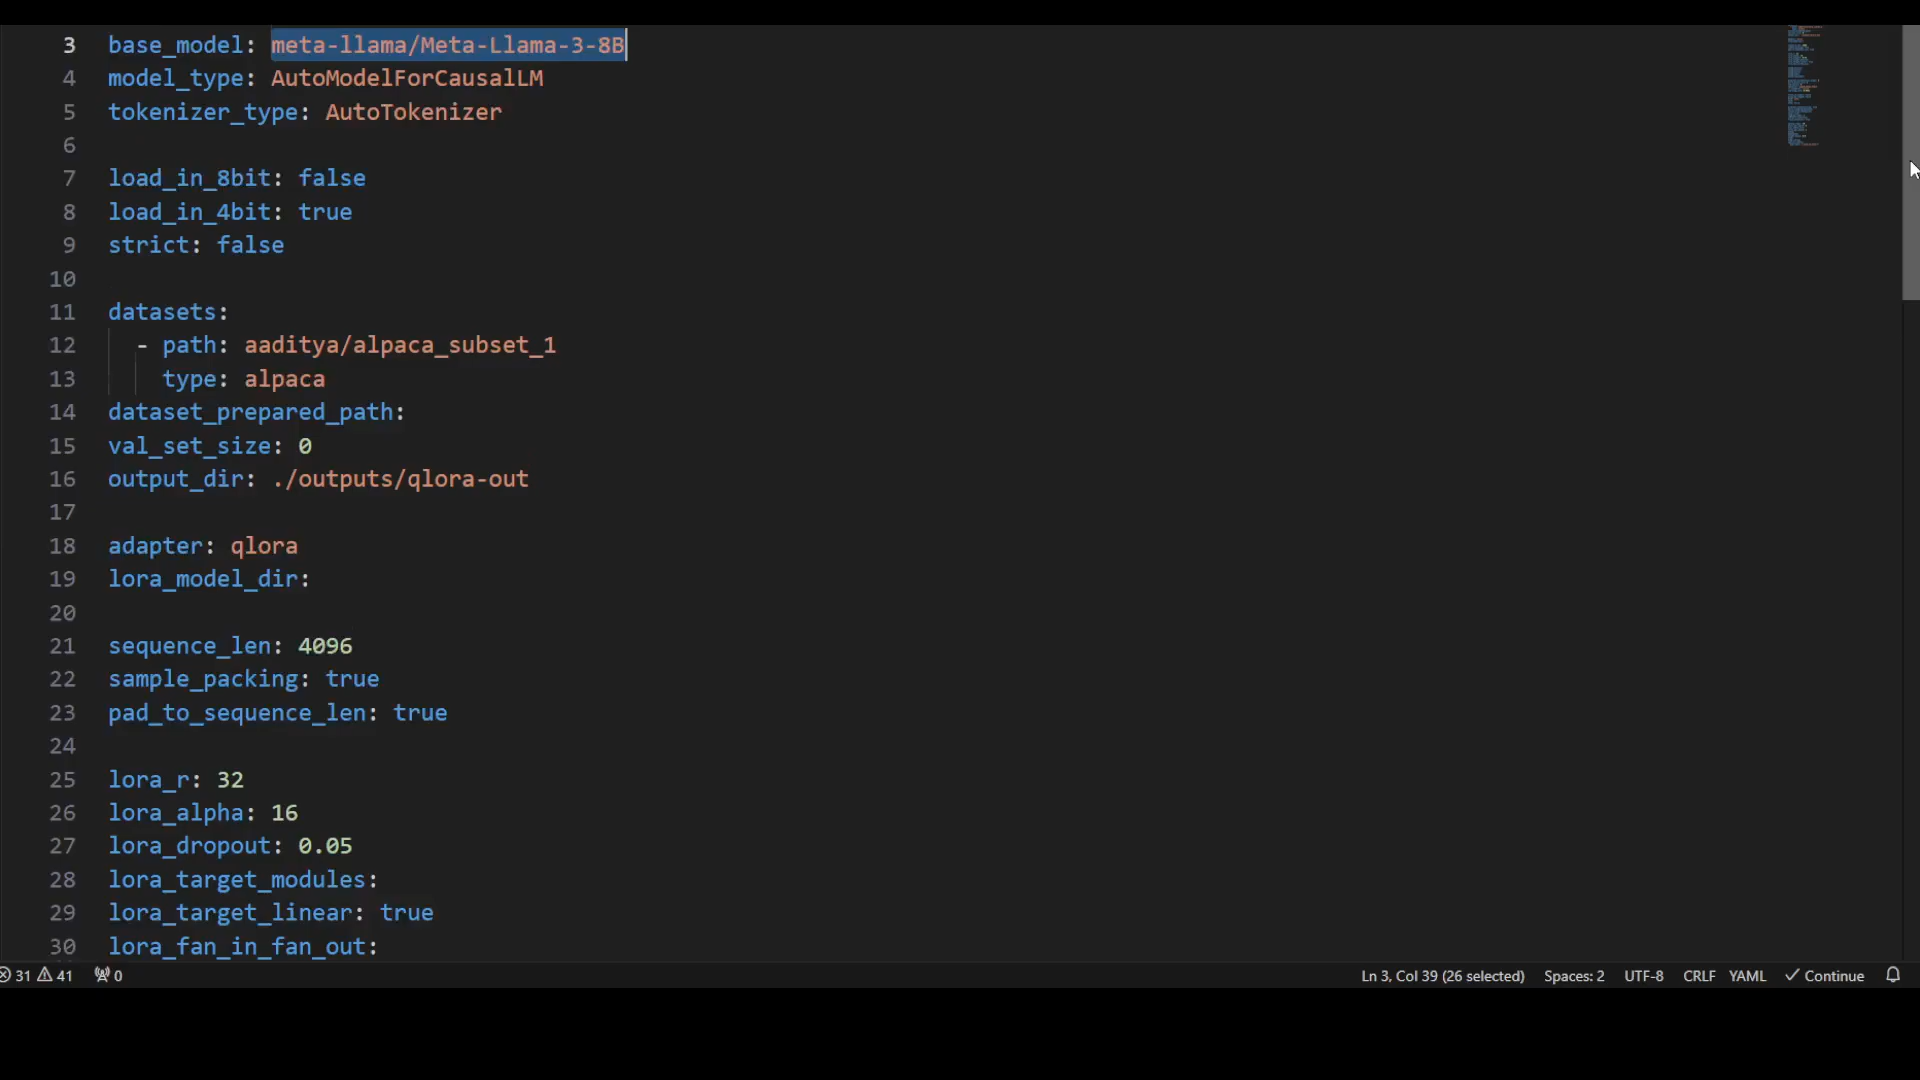 3 base_model: meta-llama/Meta-Llama-3-8B
4 model_type: AutoModelForCausalLM
5 tokenizer_type: AutoTokenizer
6
7 load_in_8bit: false
8 load_in_4bit: true
9 strict: false
10
11 datasets:
12 - path: aaditya/alpaca_subset_1
13 type: alpaca
14 dataset_prepared_path:
15 val_set_size: 0
16 output_dir: ./outputs/qlora-out
17
18 adapter: qlora
19 lora_model_dir:
20
21 sequence_len: 4096
22 sample_packing: true
23 pad_to_sequence_len: true
24
25 lora_r: 32
26 lora_alpha: 16
27 lora_dropout: 0.05
28 lora_target_modules:
29 lora_target_linear: true
30 lora_fan_in_fan_out:
31 41 0 Ln 3, Col 39 (26 selected) Spaces: 2 UTF-8 CRLF YAML Continue